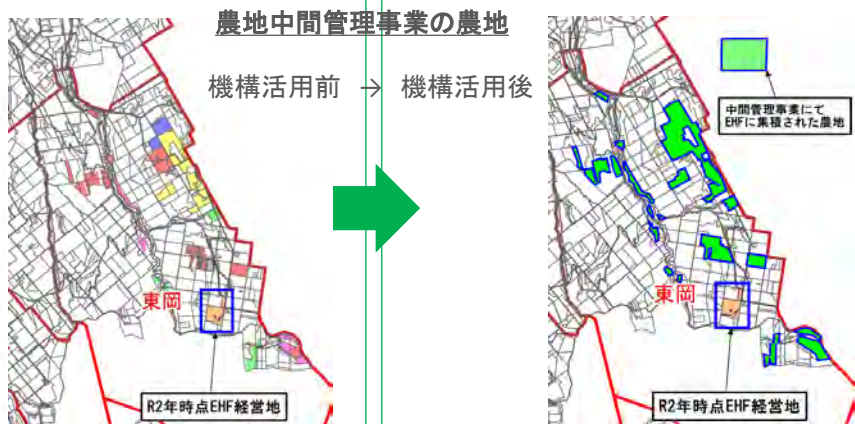 農地中間管理事業の農地
機構活用前 → 機構活用後
東岡
R2年時点EHF経営地
中間管理事業にて
EHFに集積された農地
東岡
R2年時点EHF経営地